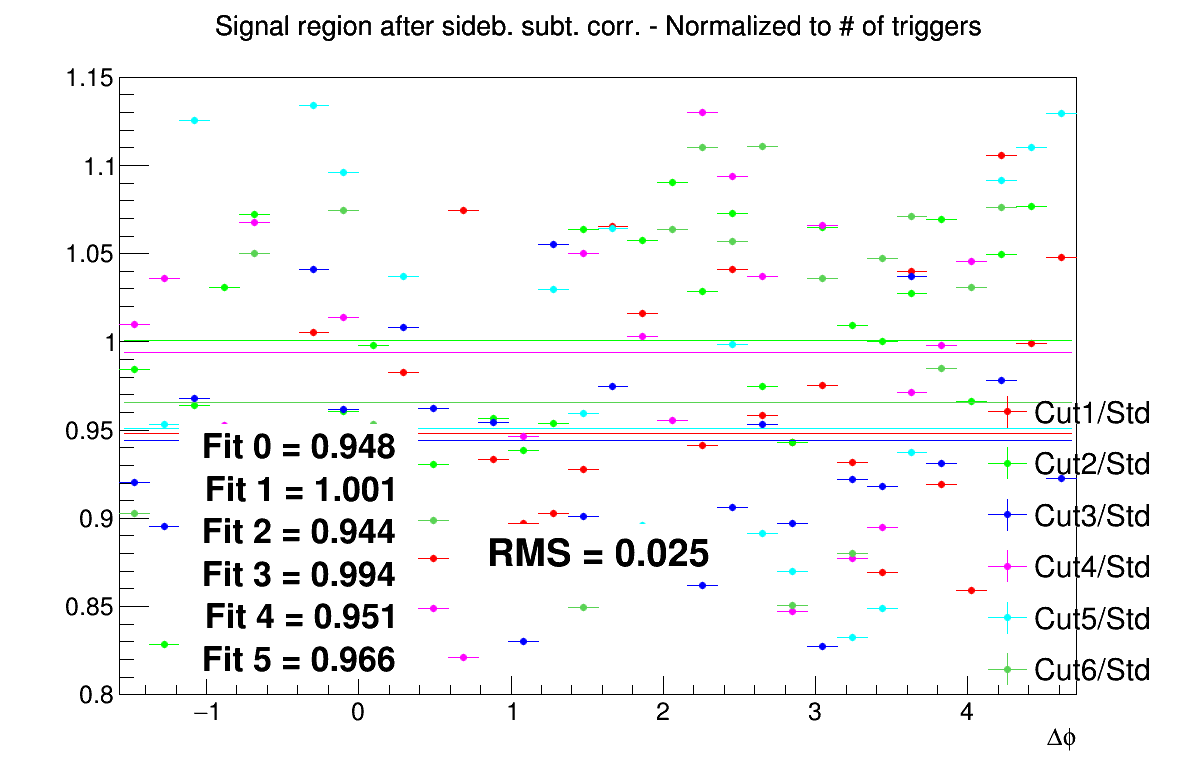 Signal region after sideb. subt. corr. - Normalized to # of triggers
1.15
1.1
1.05
1
0.95
0.9
0.85
0.8
Fit 0 = 0.948
Fit 1 = 1.001
Fit 2 = 0.944
Fit 3 = 0.994
Fit 4 = 0.951
Fit 5 = 0.966
RMS = 0.025
Cut1/Std
Cut2/Std
Cut3/Std
Cut4/Std
Cut5/Std
Cut6/Std
−1 0 1 2 3 4
Δϕ